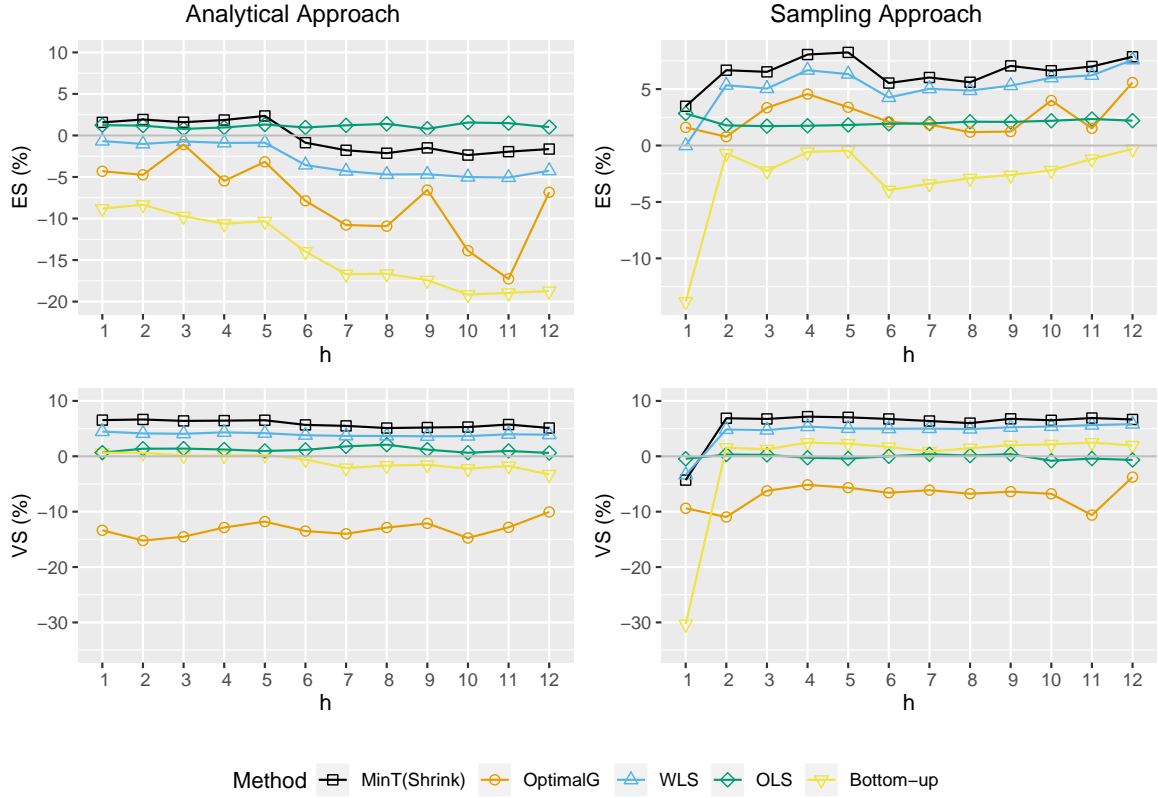 Analytical Approach
Sampling Approach
ES (%)
10
5
0
−5
−10
−15
−20
1 2 3 4 5 6 7 8 9 10 11 12
h
ES (%)
5
0
−5
−10
1 2 3 4 5 6 7 8 9 10 11 12
h
VS (%)
10
0
−10
−20
−30
1 2 3 4 5 6 7 8 9 10 11 12
h
VS (%)
10
0
−10
−20
−30
1 2 3 4 5 6 7 8 9 10 11 12
h
Method MinT(Shrink) OptimalG WLS OLS Bottom−up